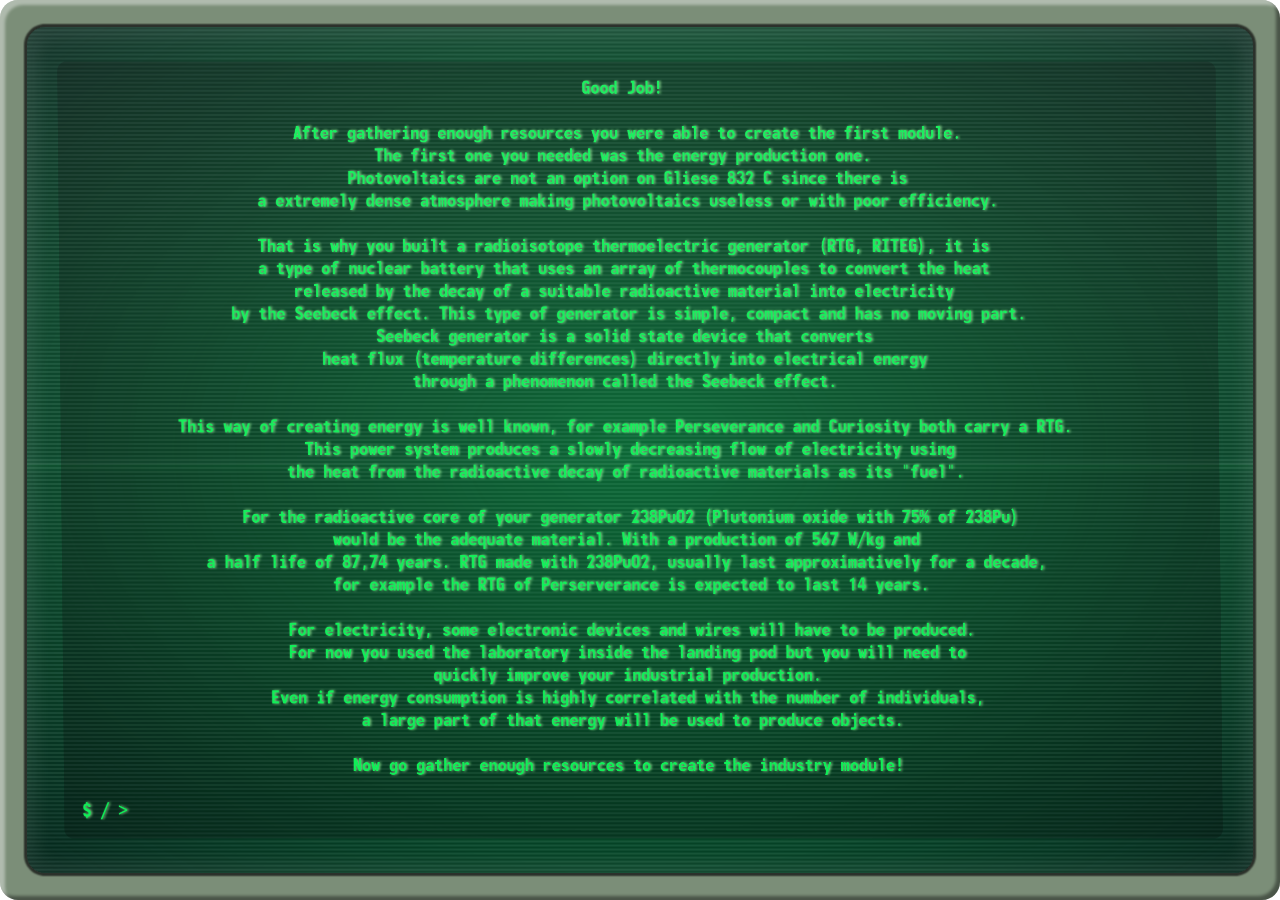 Good Job!
After gathering enough resources you were able to create the first module.
The first one you needed was the energy production one.
Photovoltaics are not an option on Gliese 832 C since there is
a extremely dense atmosphere making photovoltaics useless or with poor efficiency.
That is why you built a radioisotope thermoelectric generator (RTG, RITEG), it is
a type of nuclear battery that uses an array of thermocouples to convert the heat
released by the decay of a suitable radioactive material into electricity
by the Seebeck effect. This type of generator is simple, compact and has no moving part.
Seebeck generator is a solid state device that converts
heat flux (temperature differences) directly into electrical energy
through a phenomenon called the Seebeck effect.
This way of creating energy is well known, for example Perseverance and Curiosity both carry a RTG.
This power system produces a slowly decreasing flow of electricity using
the heat from the radioactive decay of radioactive materials as its "fuel".
For the radioactive core of your generator 238PuO2 (Plutonium oxide with 75% of 238Pu)
would be the adequate material. With a production of 567 W/kg and
a half life of 87,74 years. RTG made with 238PuO2, usually last approximatively for a decade,
for example the RTG of Perserverance is expected to last 14 years.
For electricity, some electronic devices and wires will have to be produced.
For now you used the laboratory inside the landing pod but you will need to
quickly improve your industrial production.
Even if energy consumption is highly correlated with the number of individuals,
a large part of that energy will be used to produce objects.
Now go gather enough resources to create the industry module!
$ / >